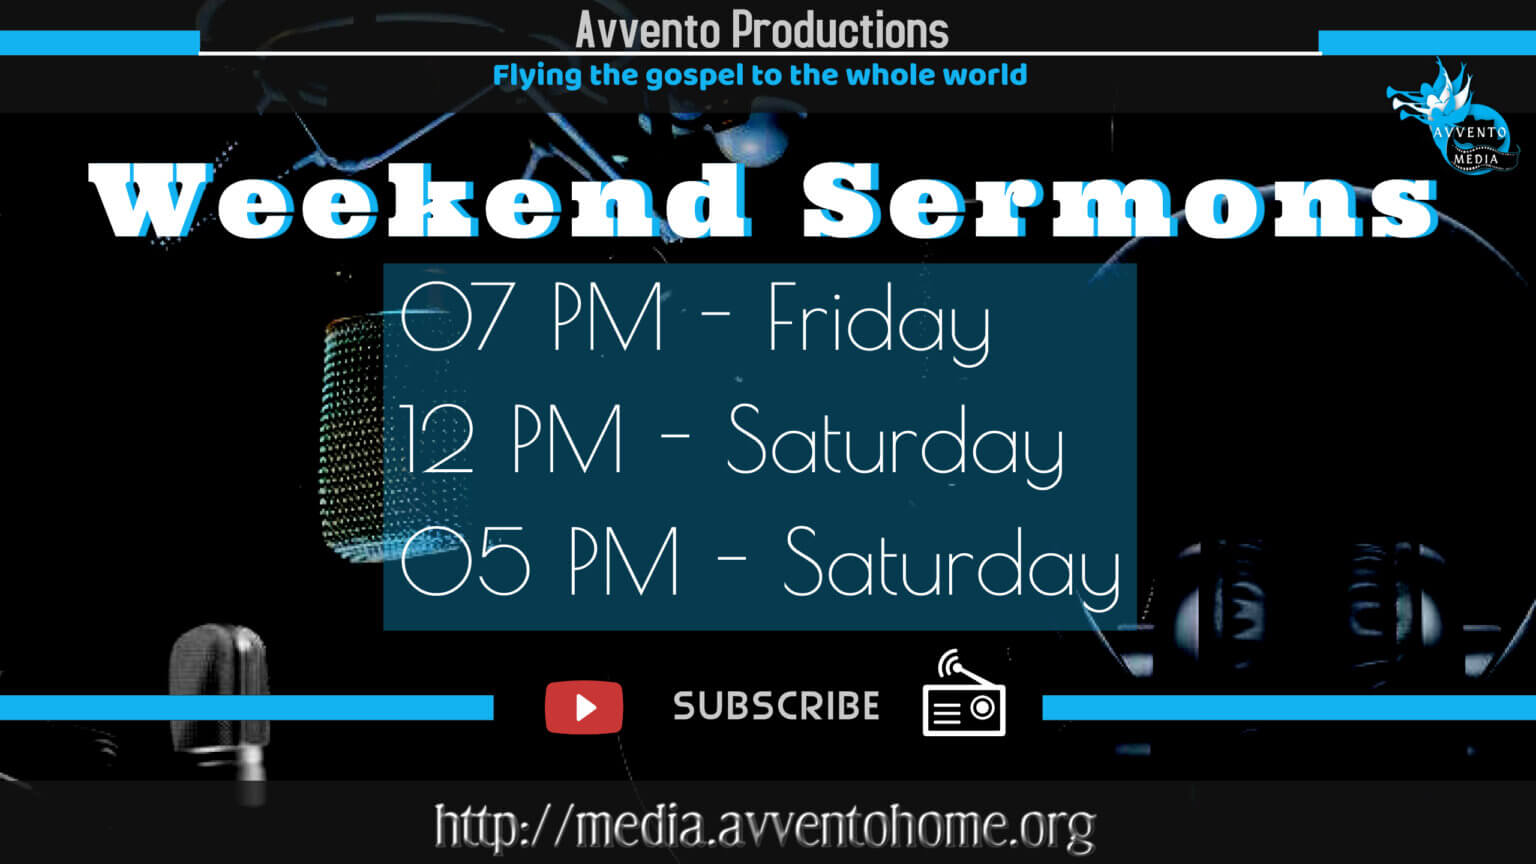 Avvento Productions
Flying the gospel to the whole world
AVVENTO
MEDIA
Weekend Sermons
07 PM - Friday
12 PM - Saturday
05 PM - Saturday
SUBSCRIBE
http://media.avventohome.org